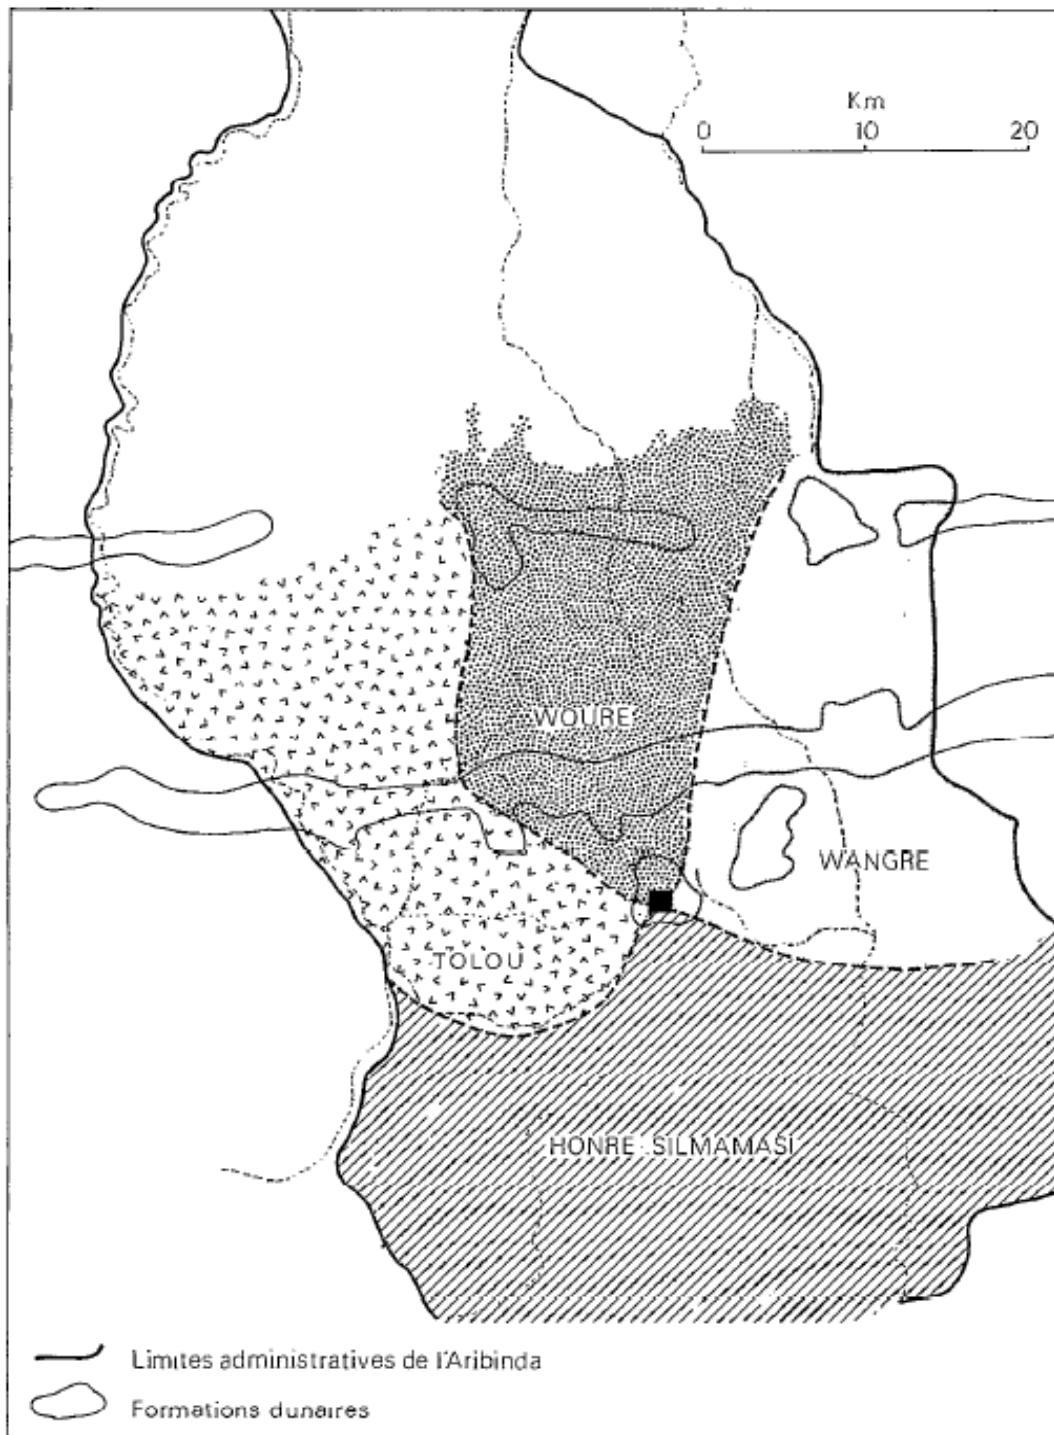 Km
0 10 20
WOURE
WANGRE
TOLOU
HONRE SILMAMASI
Limites administratives de l'Aribinda
Formations dunaires